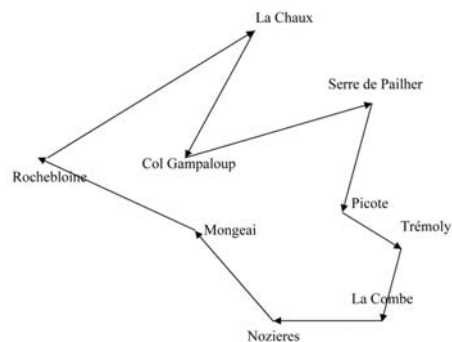 La Chaux
Serre de Pailher
Col Gampaloup
Rochebloine
Picote
Trémoly
Mongeai
La Combe
Nozieres